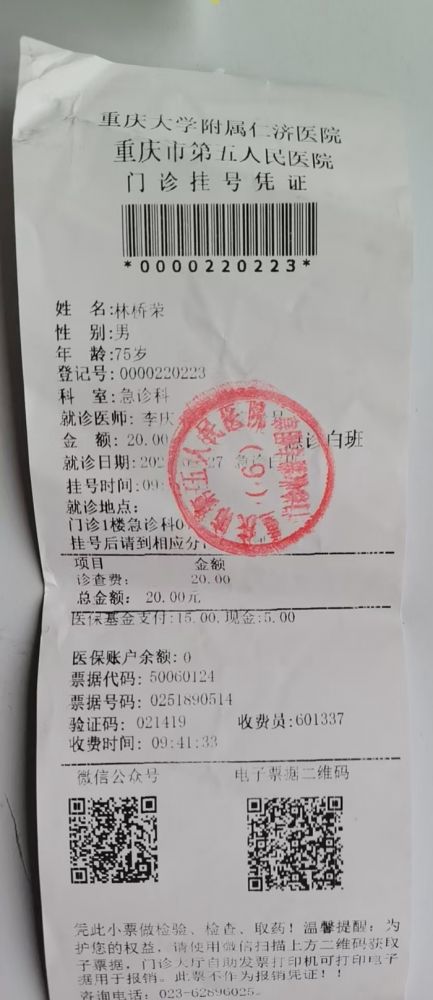 重庆大学附属仁济医院
重庆市第五人民医院
门诊挂号凭证
*0000220223*
姓 名:林桥荣
性 别:男
年 龄:75岁
登记号:0000220223
科 室:急诊科
就诊医师:李庆
金 额:20.00 急诊白班
就诊日期:202 27
挂号时间:09:
就诊地点:
门诊1楼急诊科
挂号后请到相应分
项目 金额
诊查费: 20.00
总金额: 20.00元
医保基金支付:15.00,现金:5.00
医保账户余额:0
票据代码:50060124
票据号码:0251890514
验证码:021419 收费员:601337
收费时间:09:41:33
微信公众号 电子票据二维码
凭此小票做检验、检查、取药!温馨提醒:为
护您的权益,请使用微信扫描上方二维码获取
子票据,门诊大厅自助发票打印机可打印电子
据用于报销。此票不作为报销凭证!!
咨询电话:023-62896025。